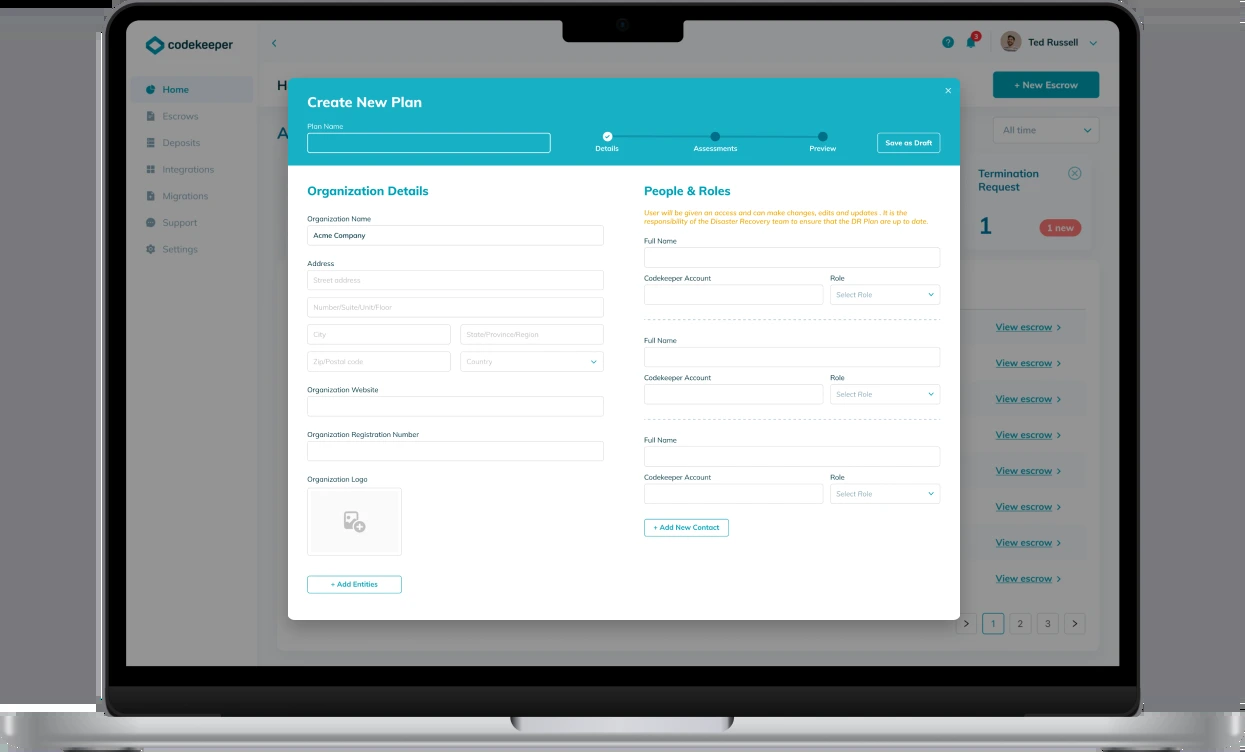 codekeeper
3
Ted Russell
Home
Escrows
Deposits
Integrations
Migrations
Support
Settings
H
+ New Escrow
A
All time
Termination
Request
1
1 new
Create New Plan
Plan Name
Details
Assessments
Preview
Save as Draft
Organization Details
Organization Name
Acme Company
Address
Street address
Number/Suite/Unit/Floor
City
State/Province/Region
Zip/Postal code
Country
Organization Website
Organization Registration Number
Organization Logo
+ Add Entities
People & Roles
User will be given an access and can make changes, edits and updates . It is the
responsibility of the Disaster Recovery team to ensure that the DR Plan are up to date.
Full Name
Codekeeper Account
Role
Select Role
Full Name
Codekeeper Account
Role
Select Role
Full Name
Codekeeper Account
Role
Select Role
+ Add New Contact
View escrow
View escrow
View escrow
View escrow
View escrow
View escrow
View escrow
View escrow
1
2
3